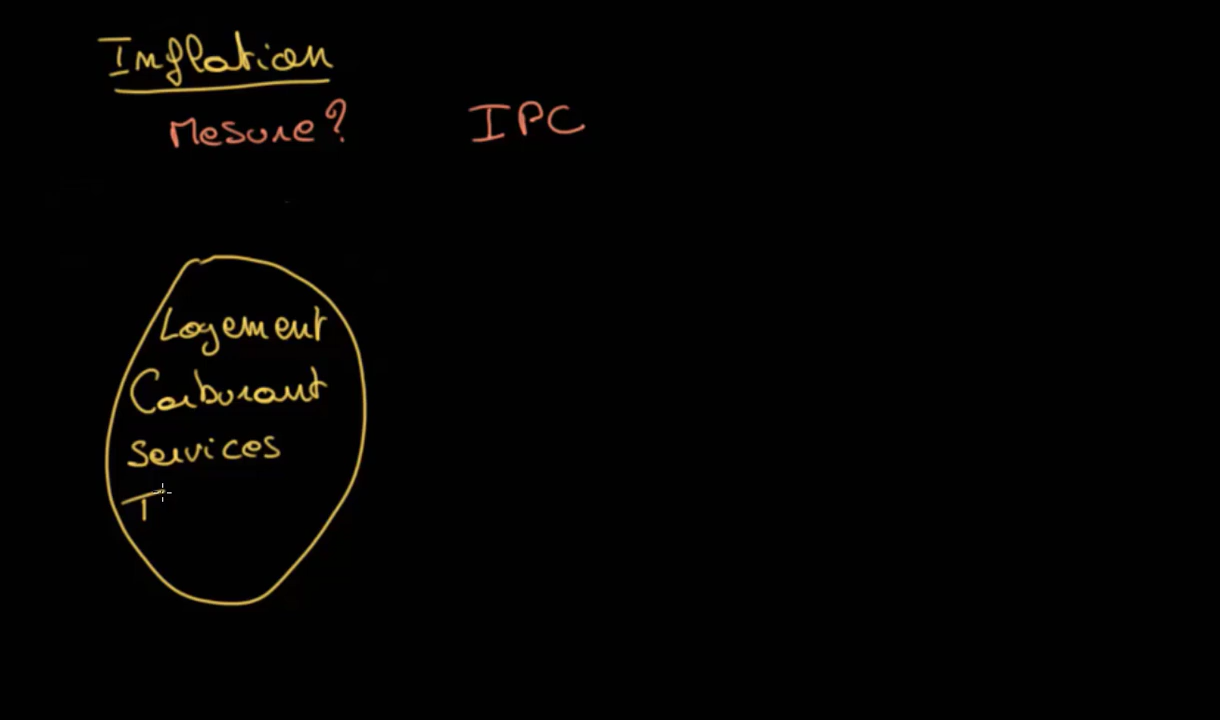 Inflation
Mesure? IPC
Logement
Carburant
Services
T